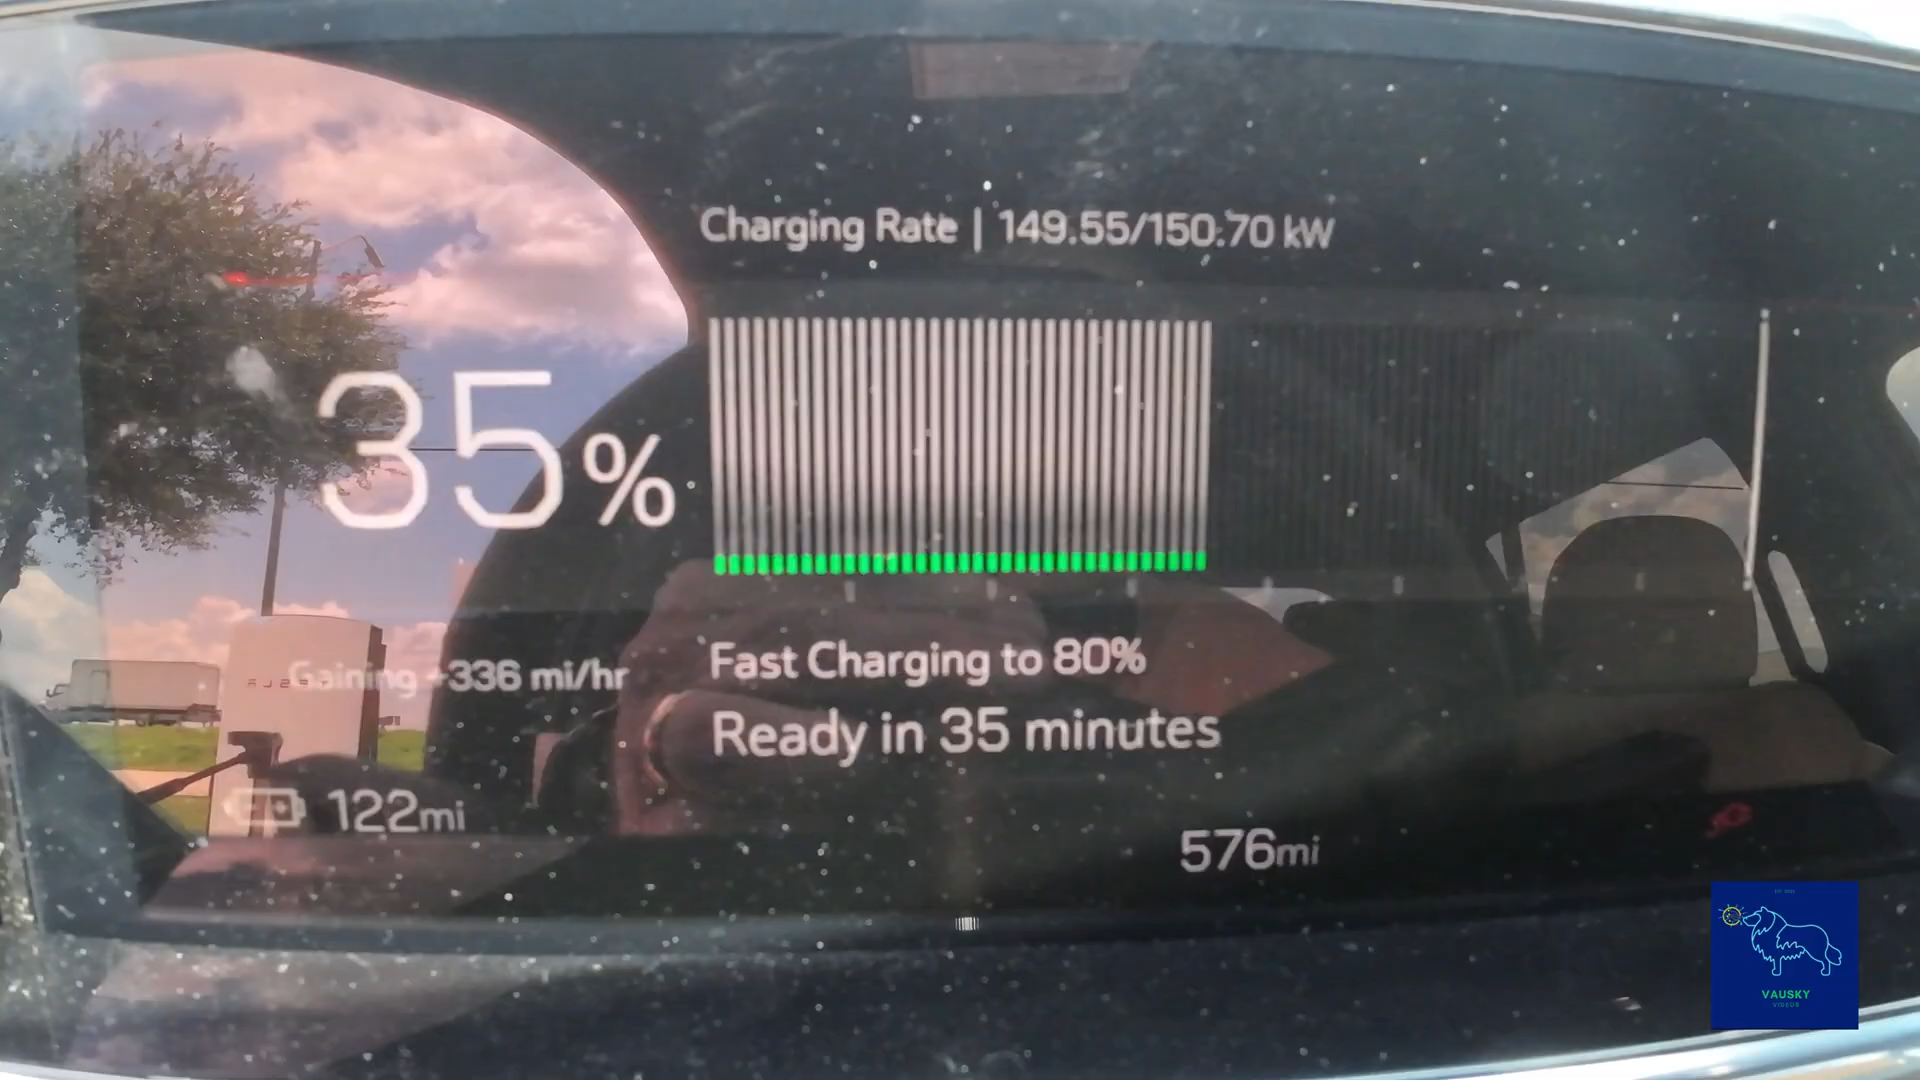 Charging Rate | 149.55/150.70 kW
35%
Gaining +336 mi/hr
Fast Charging to 80%
Ready in 35 minutes
122mi
576mi
VAUSKY
VIDEOS